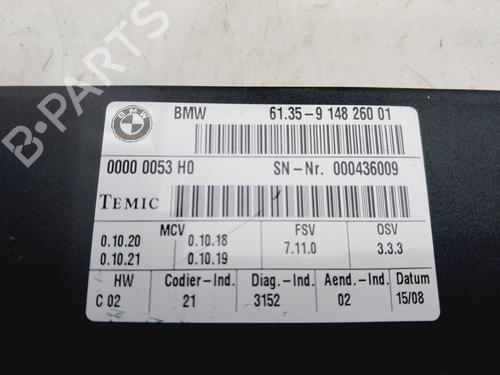 BMW
BMW 61.35-9 148 260 01
0000 0053 H0 SN-Nr. 000436009
TEMIC
MCV FSV OSV
0.10.20 0.10.18 7.11.0 3.3.3
0.10.21 0.10.19
HW Codier-Ind. Diag.-Ind. Aend.-Ind. Datum
C 02 21 3152 02 15/08
B-PARTS